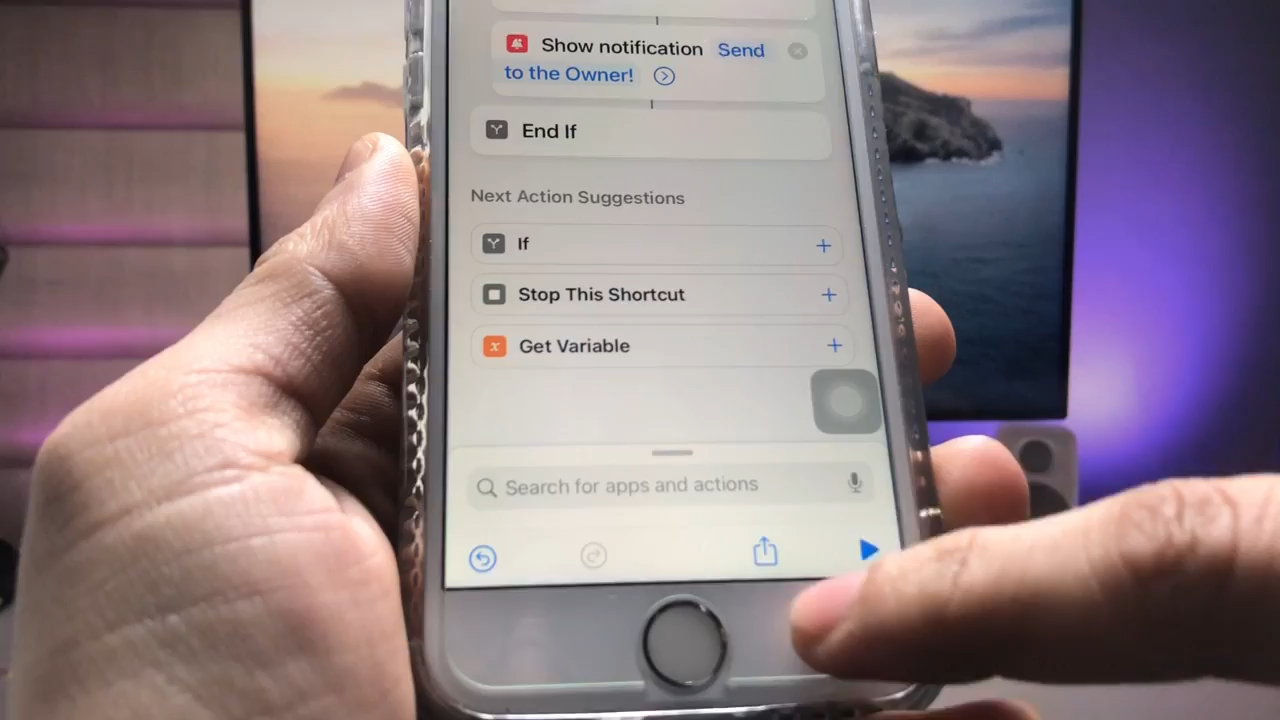 Show notification Send
to the Owner!
End If
Next Action Suggestions
If
Stop This Shortcut
Get Variable
Search for apps and actions